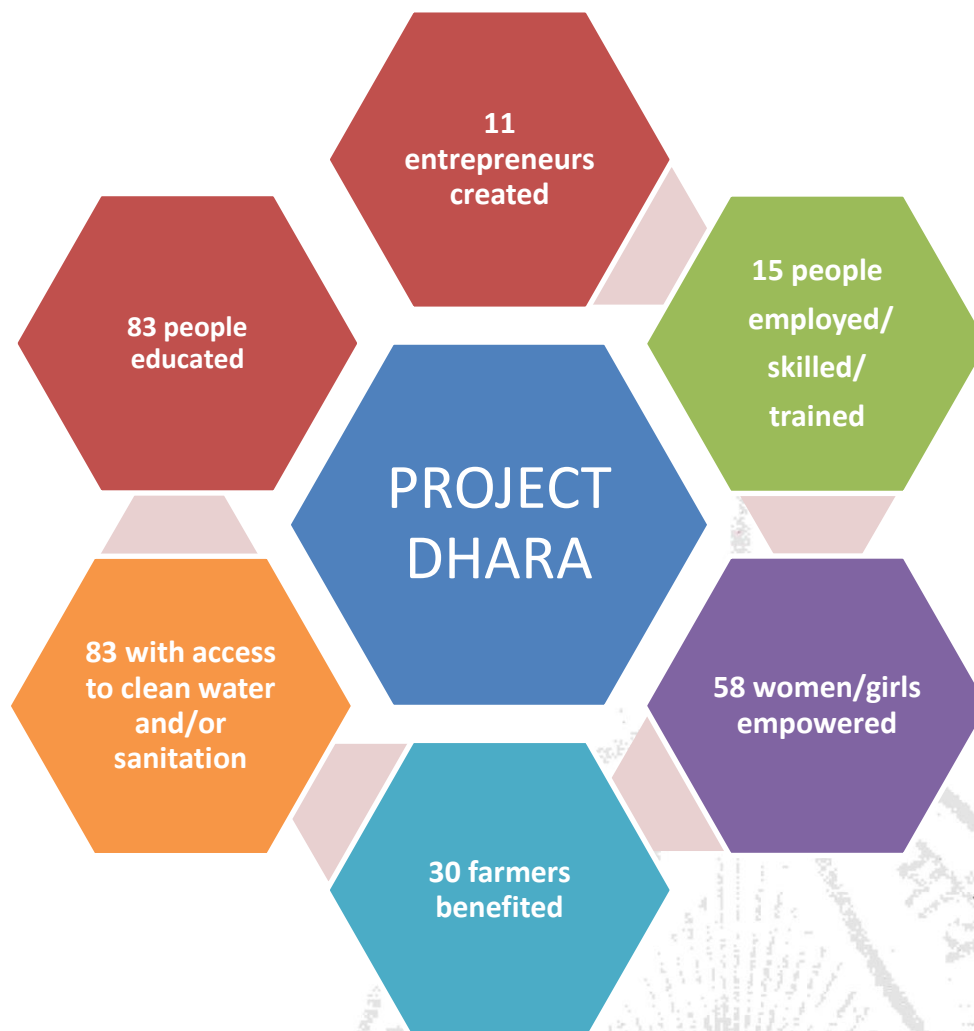 11
entrepreneurs
created
15 people
employed/
skilled/
trained
83 people
educated
PROJECT
DHARA
83 with access
to clean water
and/or
sanitation
58 women/girls
empowered
30 farmers
benefited